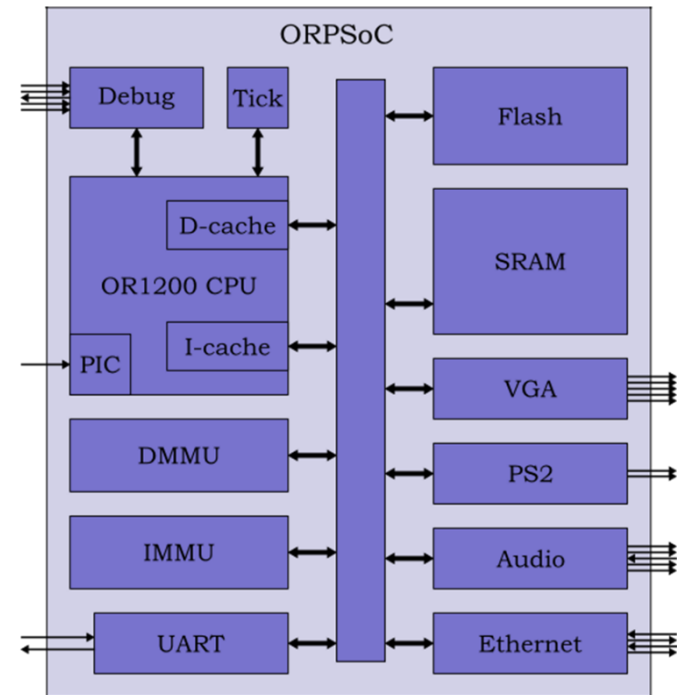 ORPSoC
Debug
Tick
Flash
D-cache
OR1200 CPU
I-cache
PIC
SRAM
VGA
DMMU
PS2
IMMU
Audio
UART
Ethernet